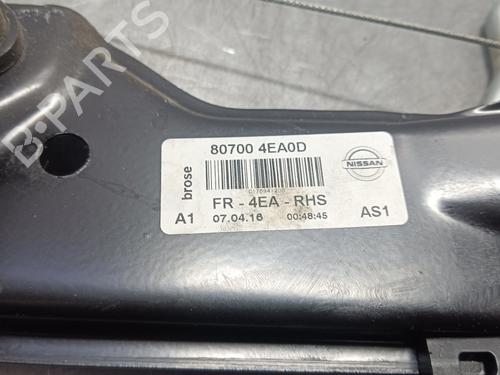 B-PARTS
80700 4EA0D
brose
NISSAN
FR - 4EA - RHS
A1 07.04.16 00:48:45 AS1